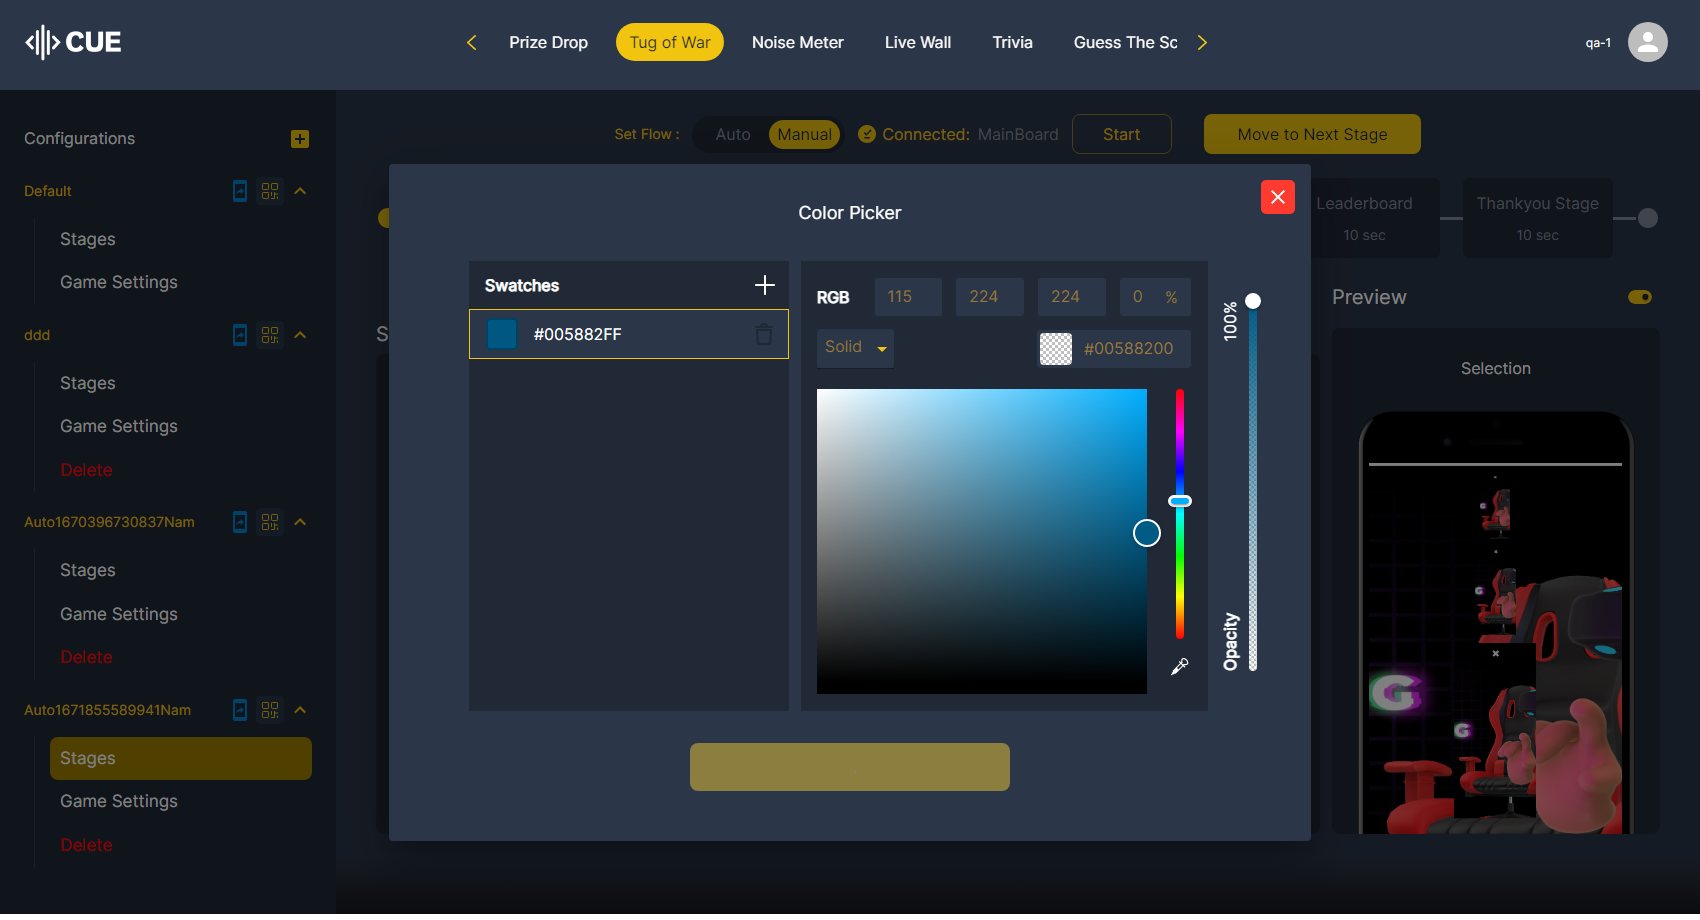 CUE
Prize Drop
Tug of War
Noise Meter
Live Wall
Trivia
Guess The Sc
qa-1
Configurations
Default
Stages
Game Settings
ddd
Stages
Game Settings
Delete
Auto1670396730837Nam
Stages
Game Settings
Delete
Auto1671855589941Nam
Stages
Game Settings
Delete
Set Flow :
Auto
Manual
Connected: MainBoard
Start
Move to Next Stage
Leaderboard
10 sec
Thankyou Stage
10 sec
S
Color Picker
Swatches
#005882FF
RGB
115
224
224
0 %
Solid
#00588200
100%
Opacity
Preview
Selection
G
G
G
G